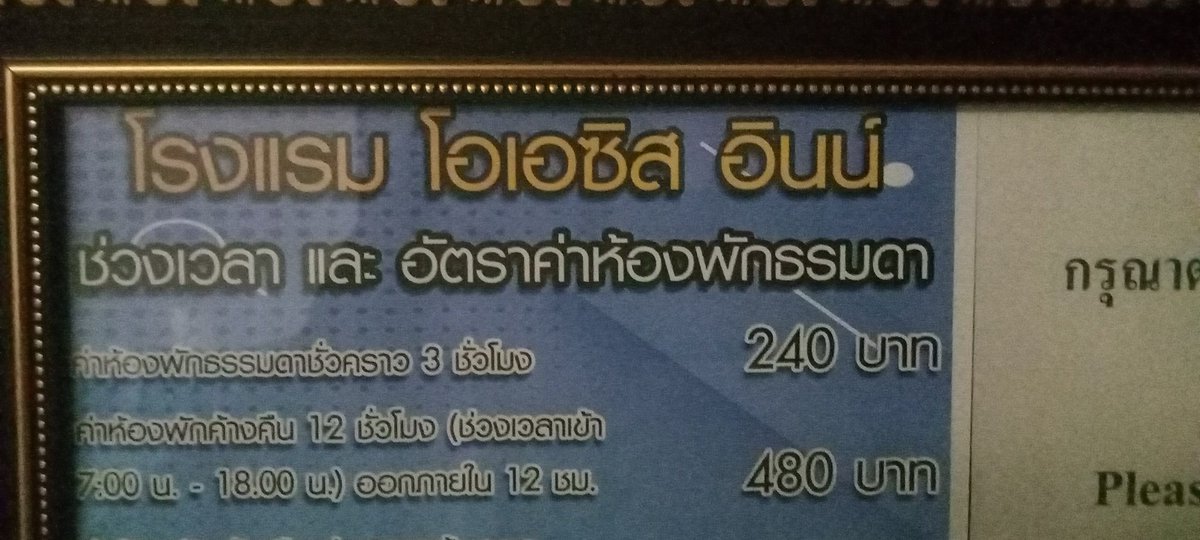 โรงแรม โอเอซิส อินน์
ช่วงเวลา และ อัตราค่าห้องพักธรรมดา
ค่าห้องพักธรรมดาชั่วคราว 3 ชั่วโมง 240 บาท
ค่าห้องพักค้างคืน 12 ชั่วโมง (ช่วงเวลาเข้า
7:00 น. - 18.00 น.) ออกภายใน 12 ชม. 480 บาท
กรุณา
Pleas